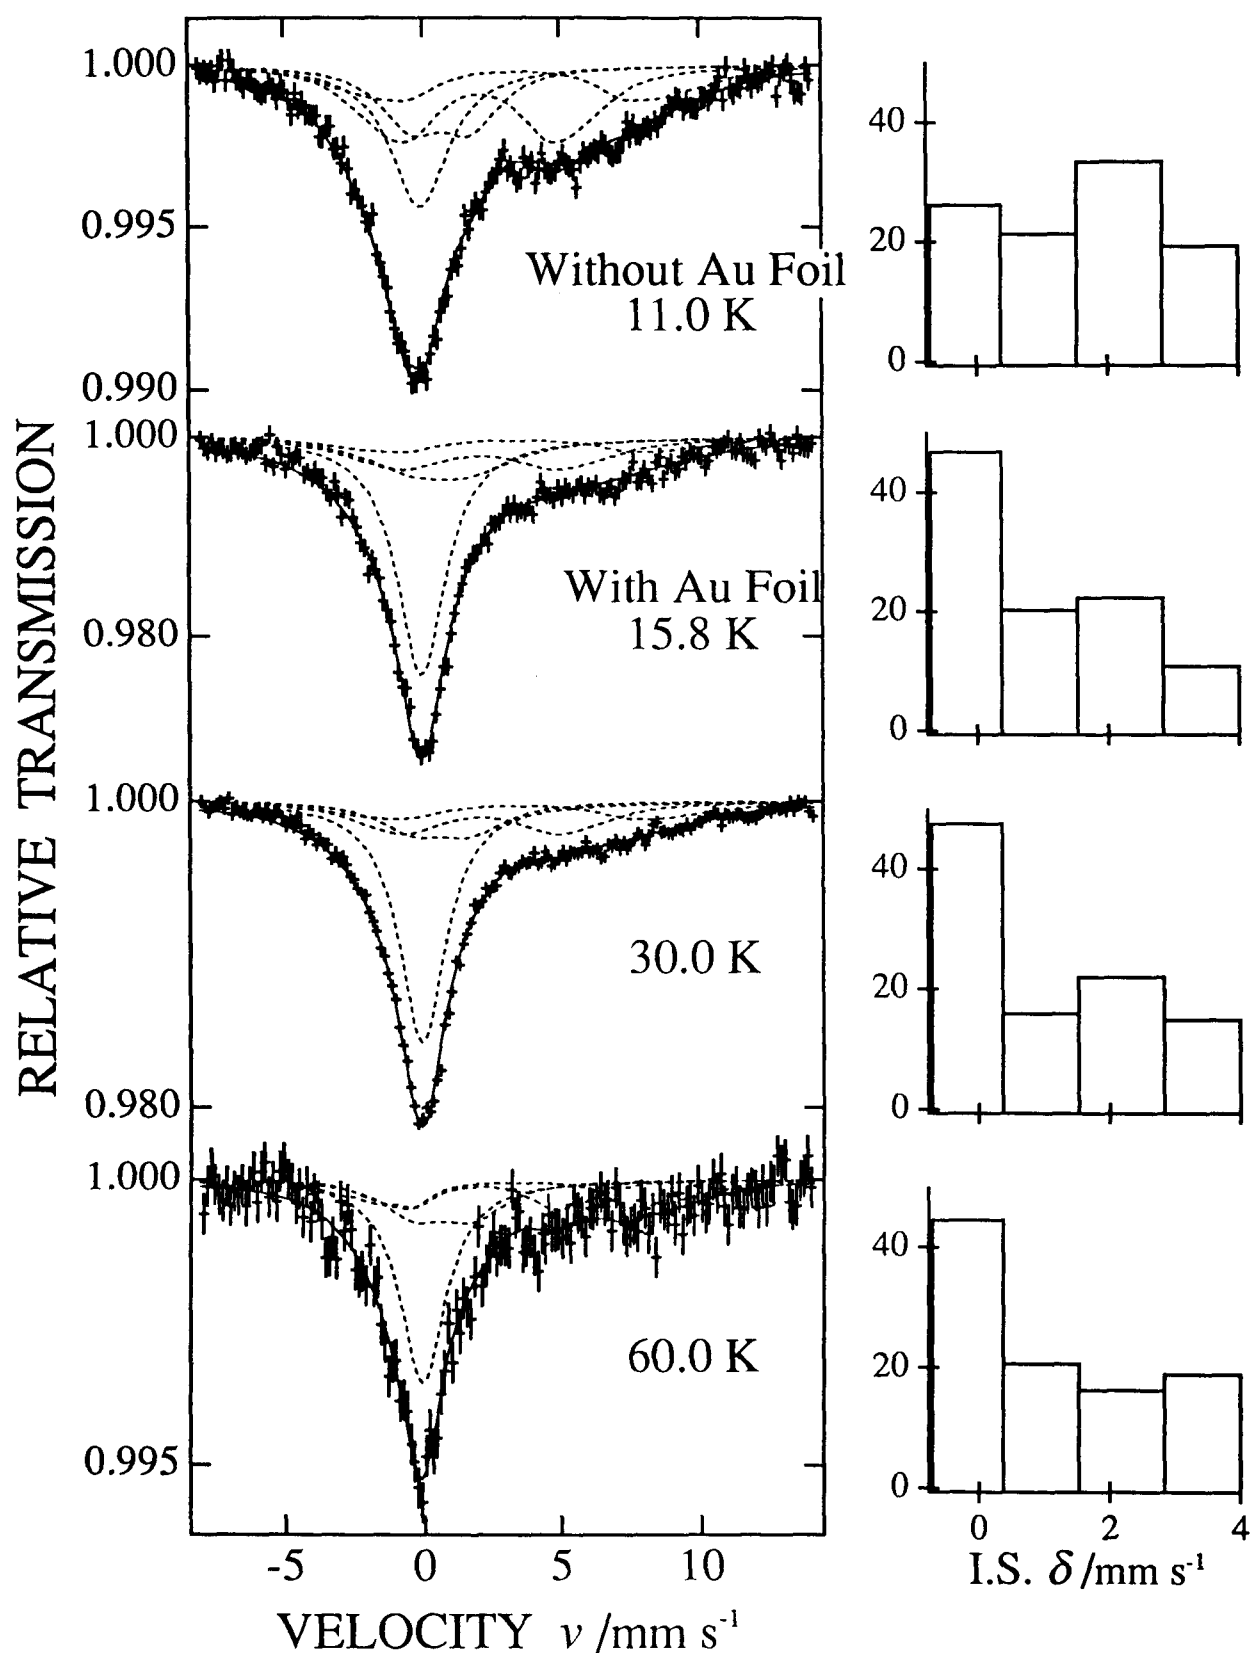 RELATIVE TRANSMISSION
1.000
0.995
0.990
Without Au Foil
11.0 K
1.000
0.980
With Au Foil
15.8 K
1.000
0.980
30.0 K
1.000
0.995
60.0 K
-5 0 5 10
VELOCITY v /mm s-1
40
20
0
40
20
0
40
20
0
40
20
0
0 2 4
I.S. δ /mm s-1